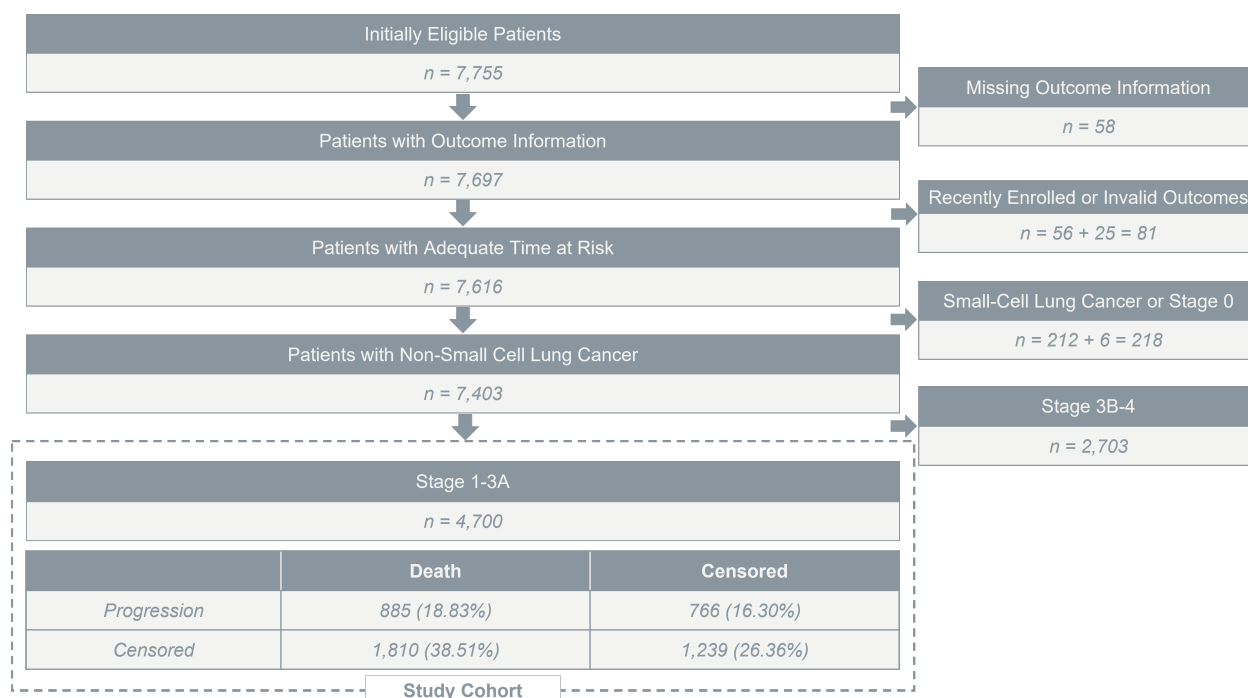 Initially Eligible Patients
n = 7,755
Missing Outcome Information
n = 58
Patients with Outcome Information
n = 7,697
Recently Enrolled or Invalid Outcomes
n = 56 + 25 = 81
Patients with Adequate Time at Risk
n = 7,616
Small-Cell Lung Cancer or Stage 0
n = 212 + 6 = 218
Patients with Non-Small Cell Lung Cancer
n = 7,403
Stage 3B-4
n = 2,703
Stage 1-3A
n = 4,700
Death Censored
Progression 885 (18.83%) 766 (16.30%)
Censored 1,810 (38.51%) 1,239 (26.36%)
Study Cohort